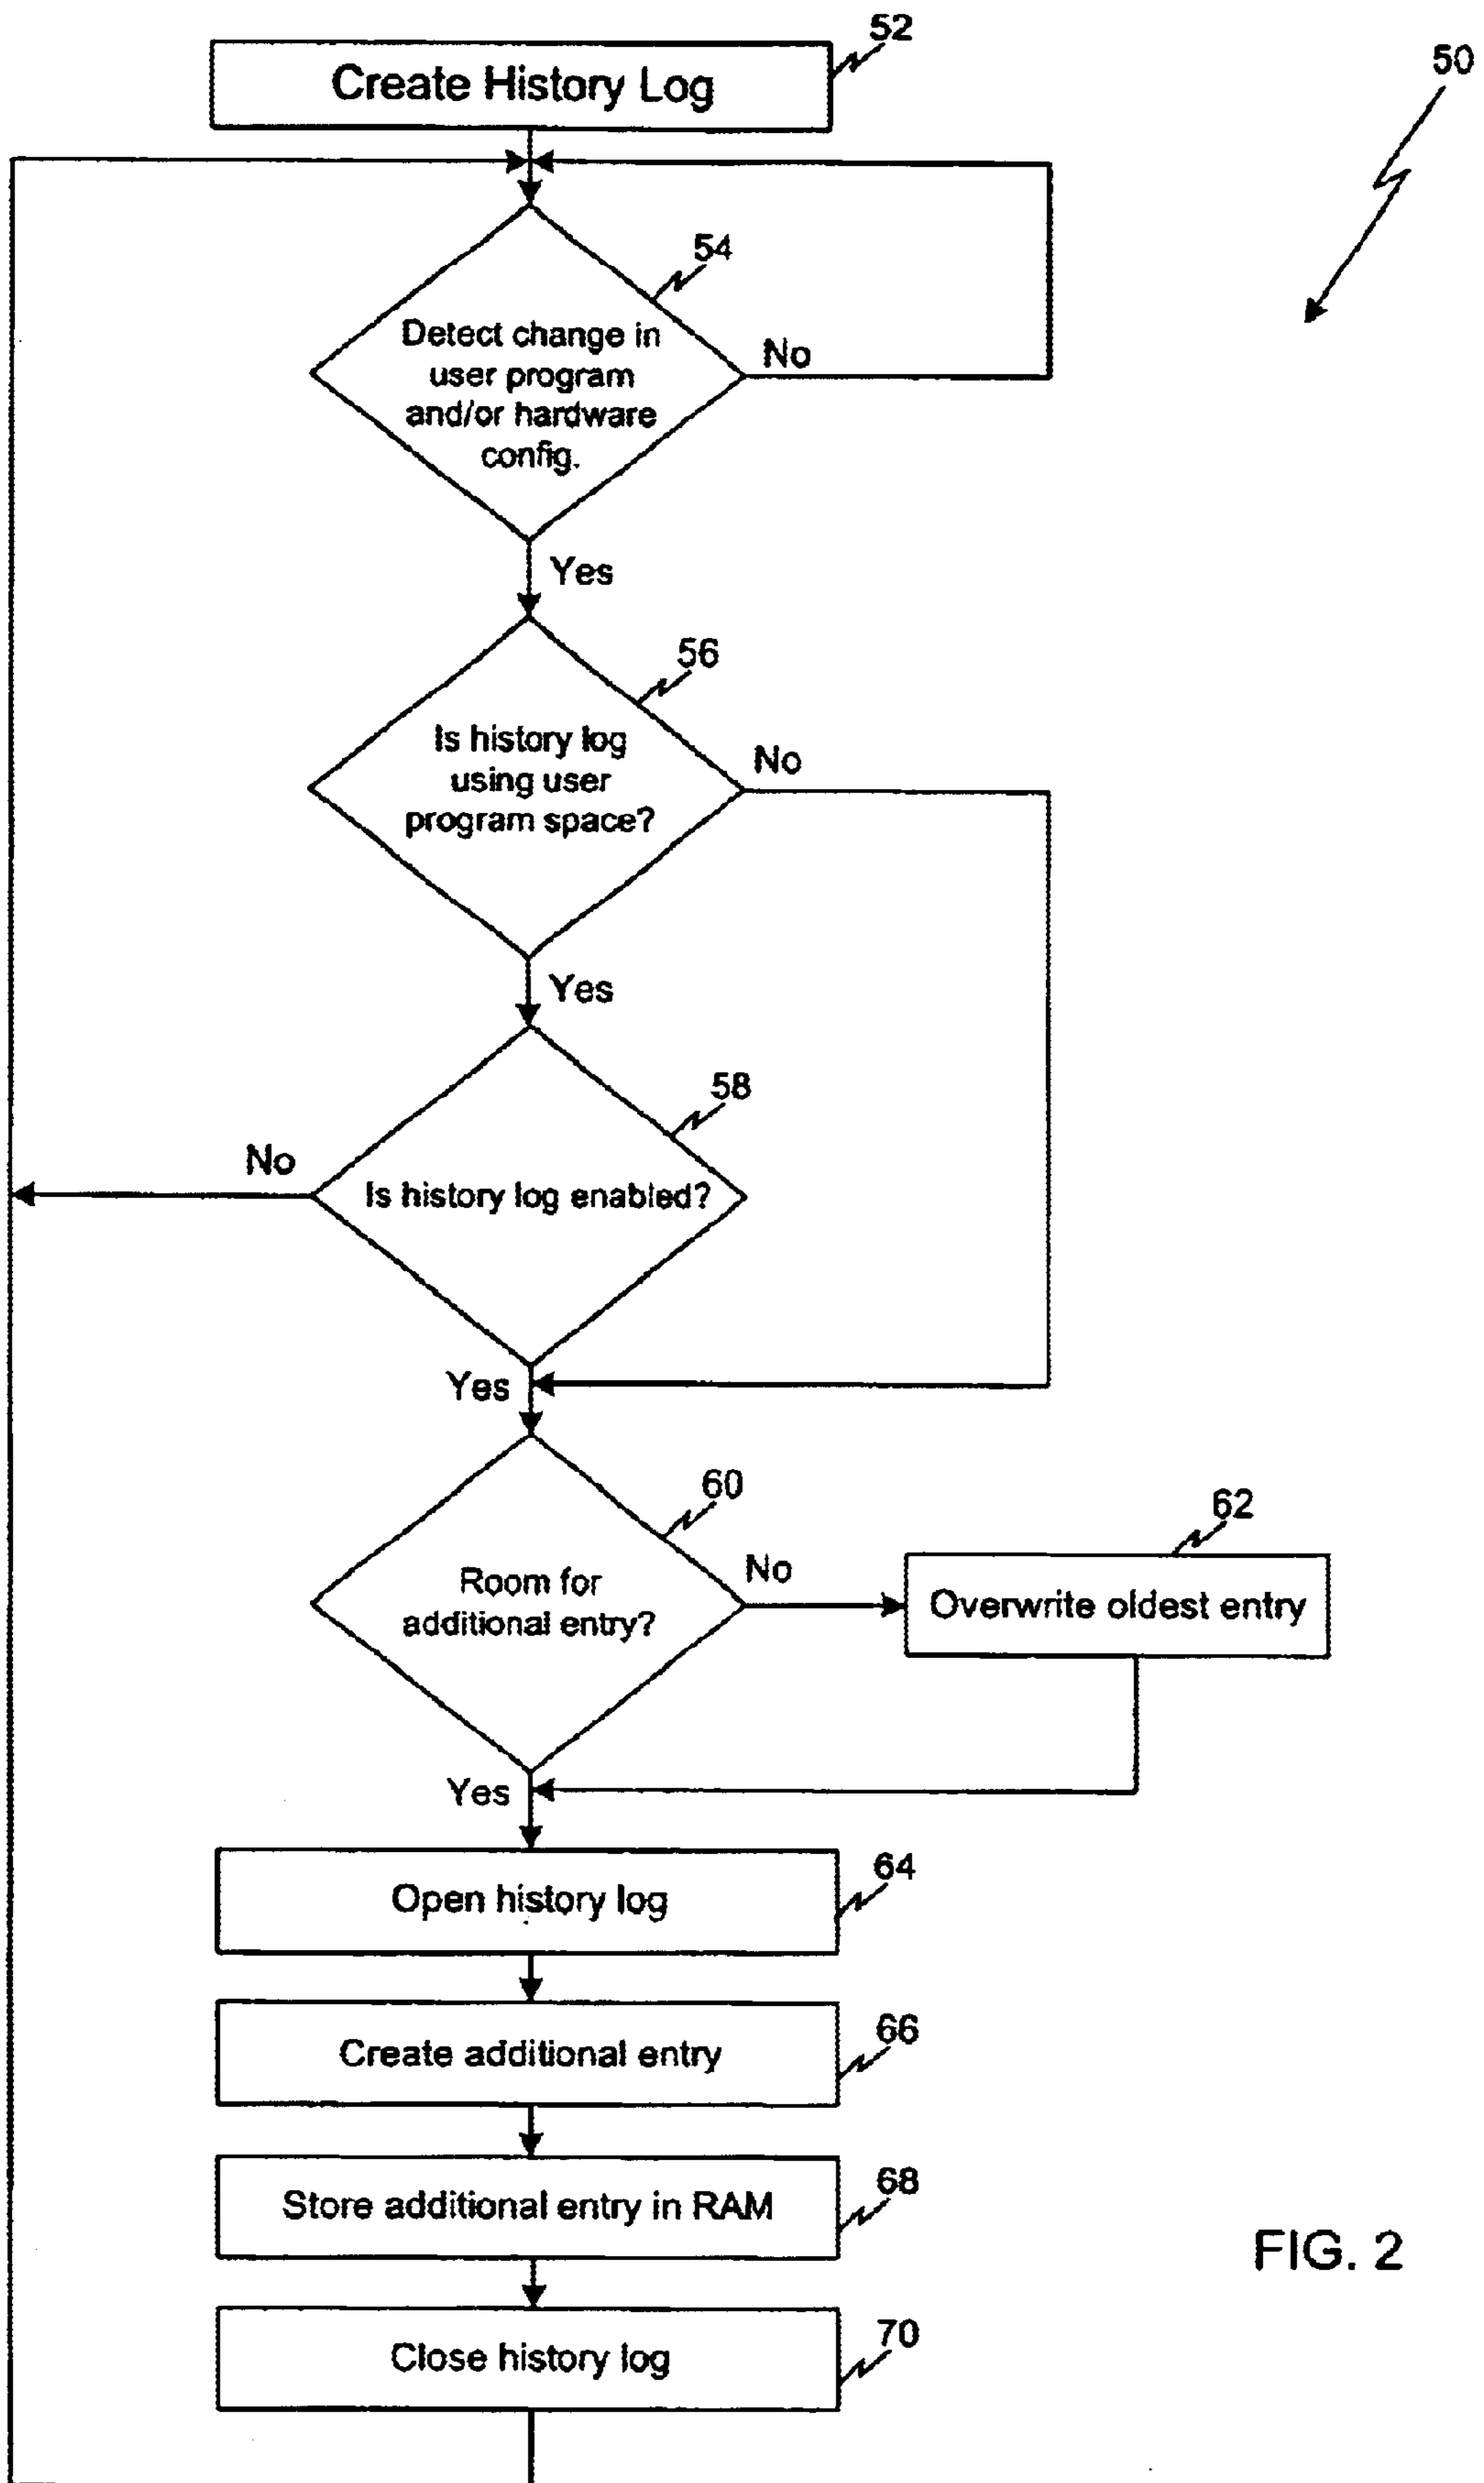 52
Create History Log
50
54
Detect change in
user program
and/or hardware
config.
No
Yes
56
Is history log
using user
program space?
No
Yes
58
No
Is history log enabled?
Yes
60
Room for
additional entry?
No
62
Overwrite oldest entry
Yes
64
Open history log
66
Create additional entry
68
Store additional entry in RAM
70
Close history log
FIG. 2